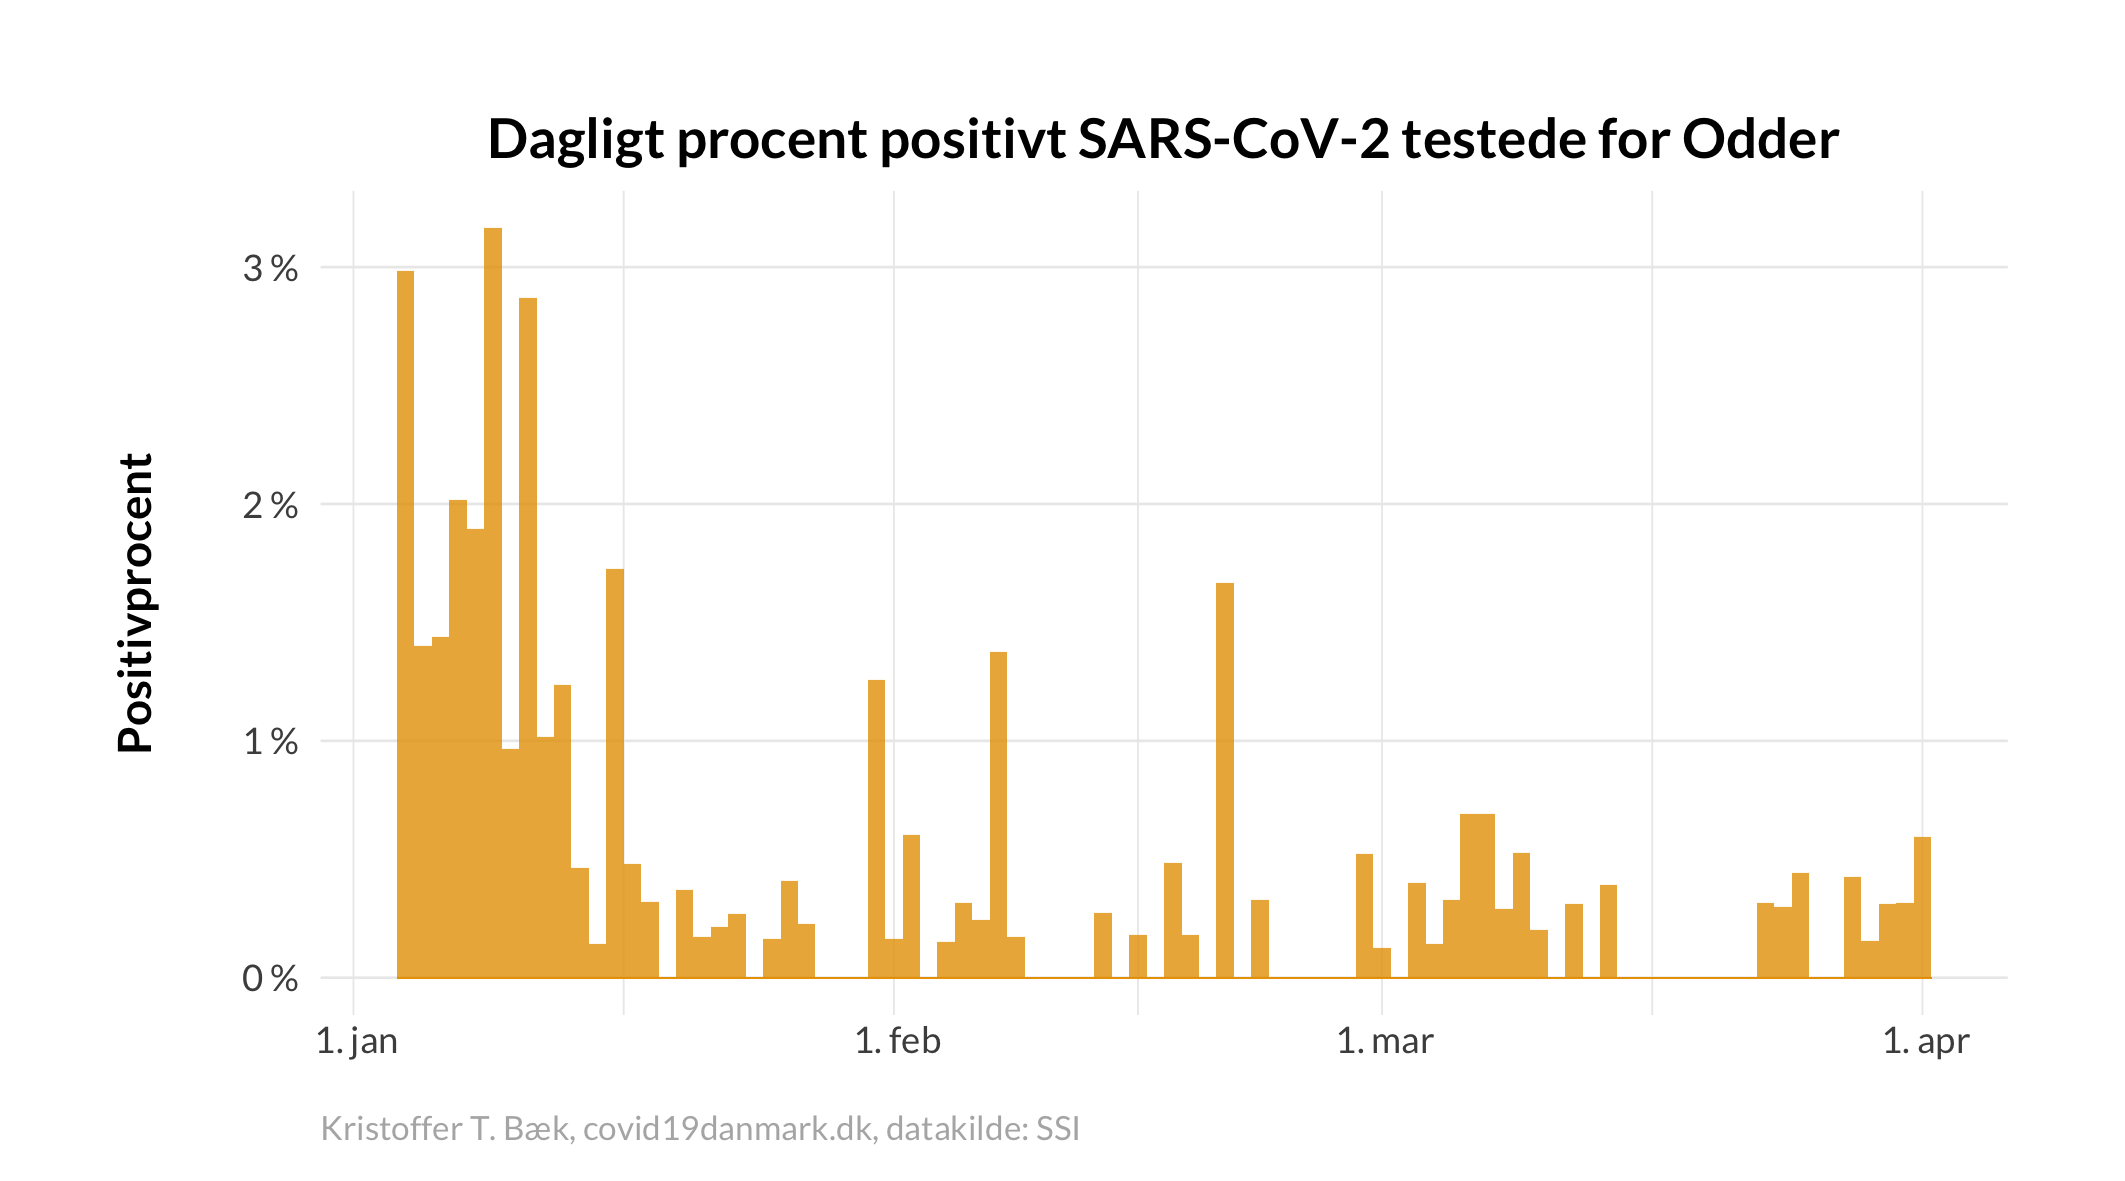 Dagligt procent positivt SARS-CoV-2 testede for Odder
Positivprocent
3 %
2 %
1 %
0 %
1. jan
1. feb
1. mar
1. apr
Kristoffer T. Bæk, covid19danmark.dk, datakilde: SSI